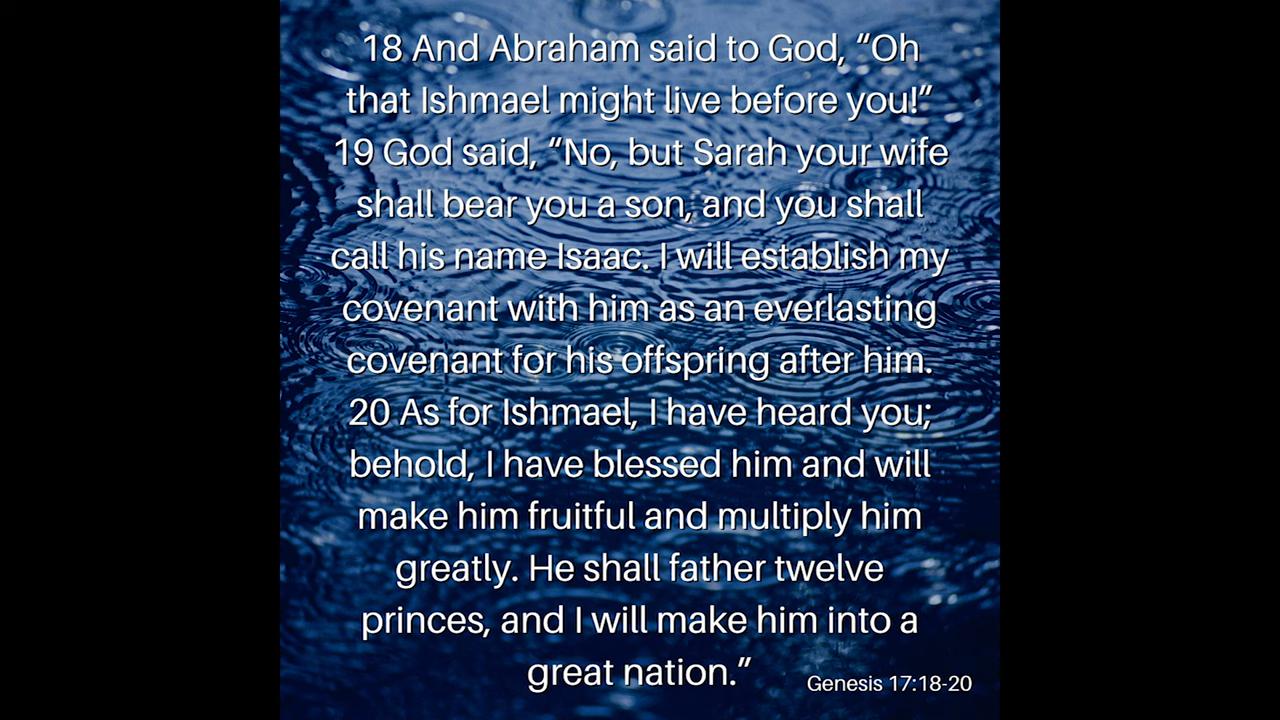 18 And Abraham said to God, “Oh
that Ishmael might live before you!”
19 God said, “No, but Sarah your wife
shall bear you a son, and you shall
call his name Isaac. I will establish my
covenant with him as an everlasting
covenant for his offspring after him.
20 As for Ishmael, I have heard you;
behold, I have blessed him and will
make him fruitful and multiply him
greatly. He shall father twelve
princes, and I will make him into a
great nation.”
Genesis 17:18-20